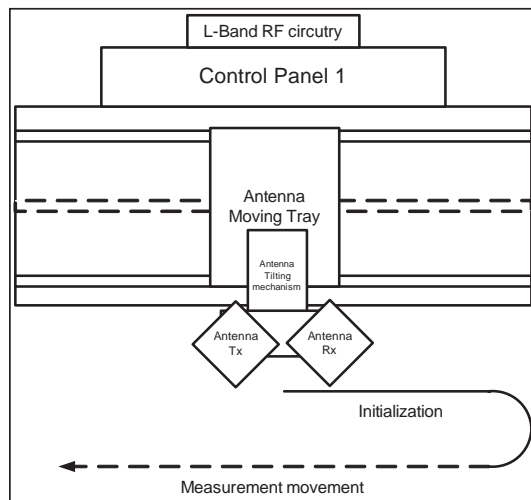 L-Band RF circutry
Control Panel 1
Antenna
Moving Tray
Antenna
Tilting
mechanism
Antenna
Tx
Antenna
Rx
Initialization
Measurement movement